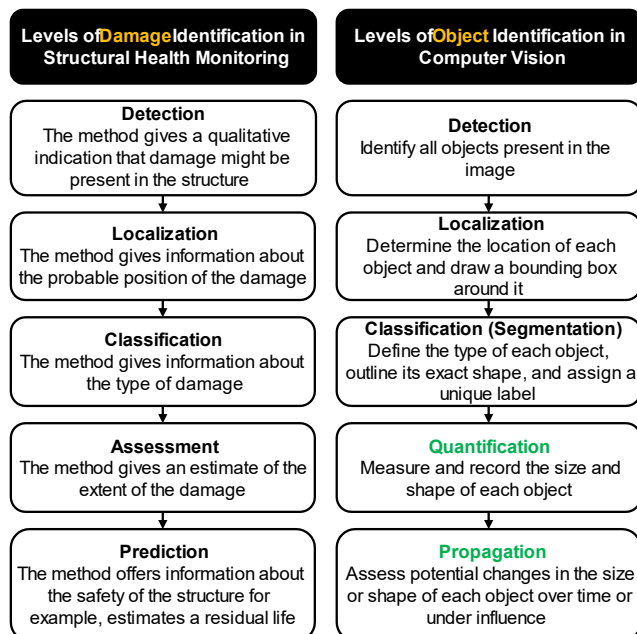 Levels of Damage Identification in
Structural Health Monitoring
Detection
The method gives a qualitative
indication that damage might be
present in the structure
Localization
The method gives information about
the probable position of the damage
Classification
The method gives information about
the type of damage
Assessment
The method gives an estimate of the
extent of the damage
Prediction
The method offers information about
the safety of the structure for
example, estimates a residual life
Levels of Object Identification in
Computer Vision
Detection
Identify all objects present in the
image
Localization
Determine the location of each
object and draw a bounding box
around it
Classification (Segmentation)
Define the type of each object,
outline its exact shape, and assign a
unique label
Quantification
Measure and record the size and
shape of each object
Propagation
Assess potential changes in the size
or shape of each object over time or
under influence